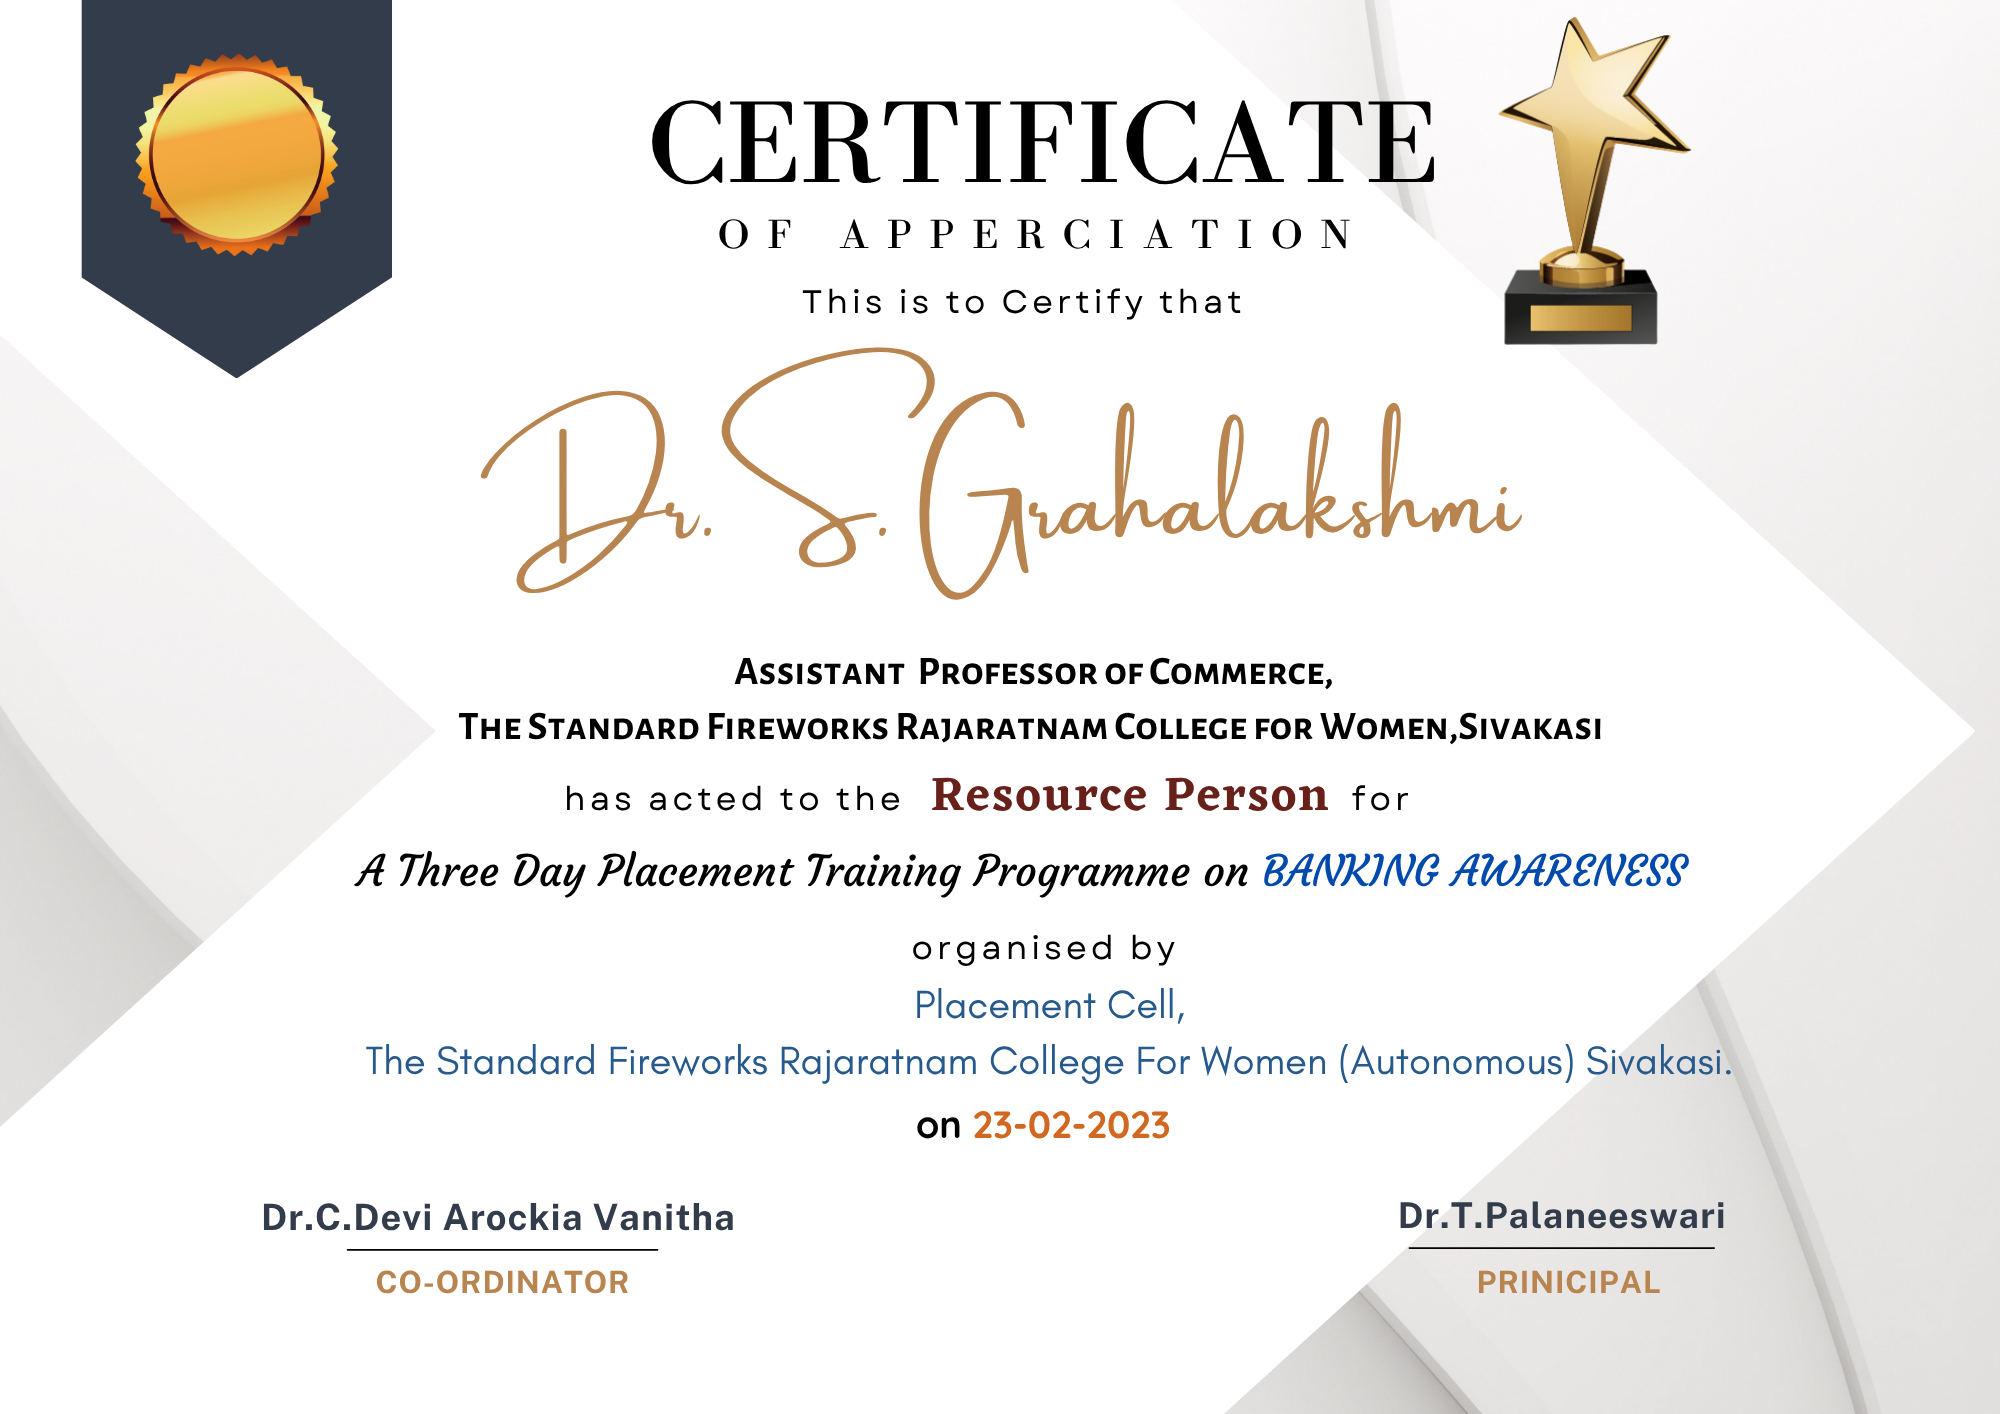 CERTIFICATE
OF APPERCIATION
This is to Certify that
Dr. S. Grahalakshmi
Assistant Professor of Commerce,
The Standard Fireworks Rajaratnam College for Women,Sivakasi
has acted to the Resource Person for
A Three Day Placement Training Programme on BANKING AWARENESS
organised by
Placement Cell,
The Standard Fireworks Rajaratnam College For Women (Autonomous) Sivakasi.
on 23-02-2023
Dr.C.Devi Arockia Vanitha
CO-ORDINATOR
Dr.T.Palaneeswari
PRINICIPAL